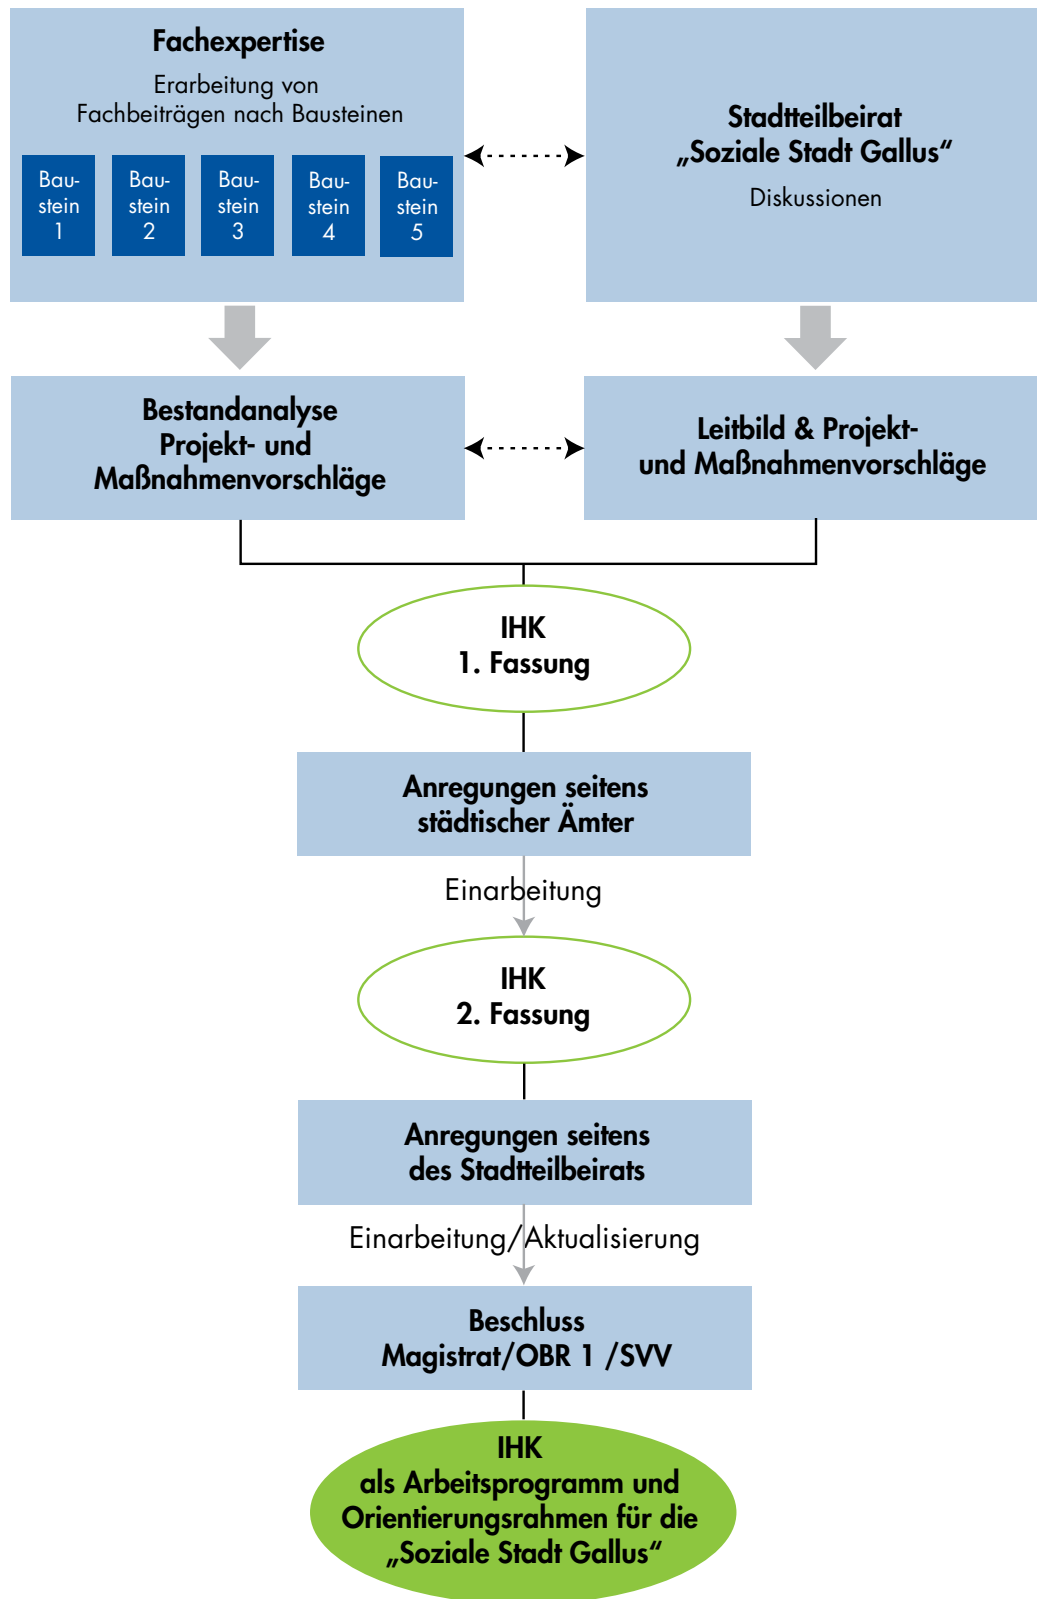 Fachexpertise
Erarbeitung von
Fachbeiträgen nach Bausteinen
Bau-
stein
1
Bau-
stein
2
Bau-
stein
3
Bau-
stein
4
Bau-
stein
5
Stadtteilbeirat
„Soziale Stadt Gallus“
Diskussionen
Bestandanalyse
Projekt- und
Maßnahmenvorschläge
Leitbild & Projekt-
und Maßnahmenvorschläge
IHK
1. Fassung
Anregungen seitens
städtischer Ämter
Einarbeitung
IHK
2. Fassung
Anregungen seitens
des Stadtteilbeirats
Einarbeitung/Aktualisierung
Beschluss
Magistrat/OBR 1 /SVV
IHK
als Arbeitsprogramm und
Orientierungsrahmen für die
„Soziale Stadt Gallus“